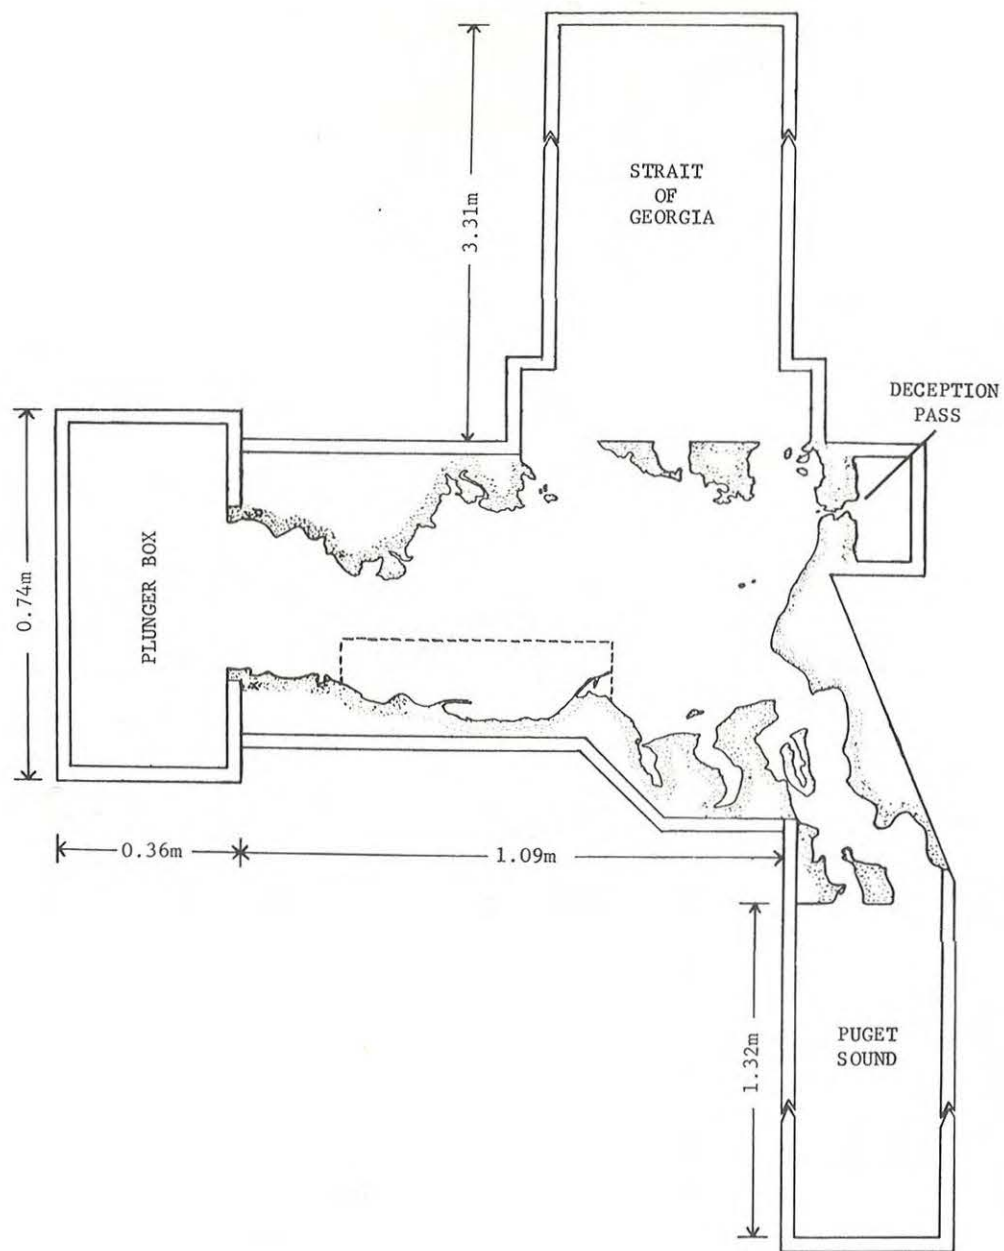 STRAIT
OF
GEORGIA
3.31m
DECEPTION
PASS
PLUNGER BOX
0.74m
0.36m
1.09m
1.32m
PUGET
SOUND